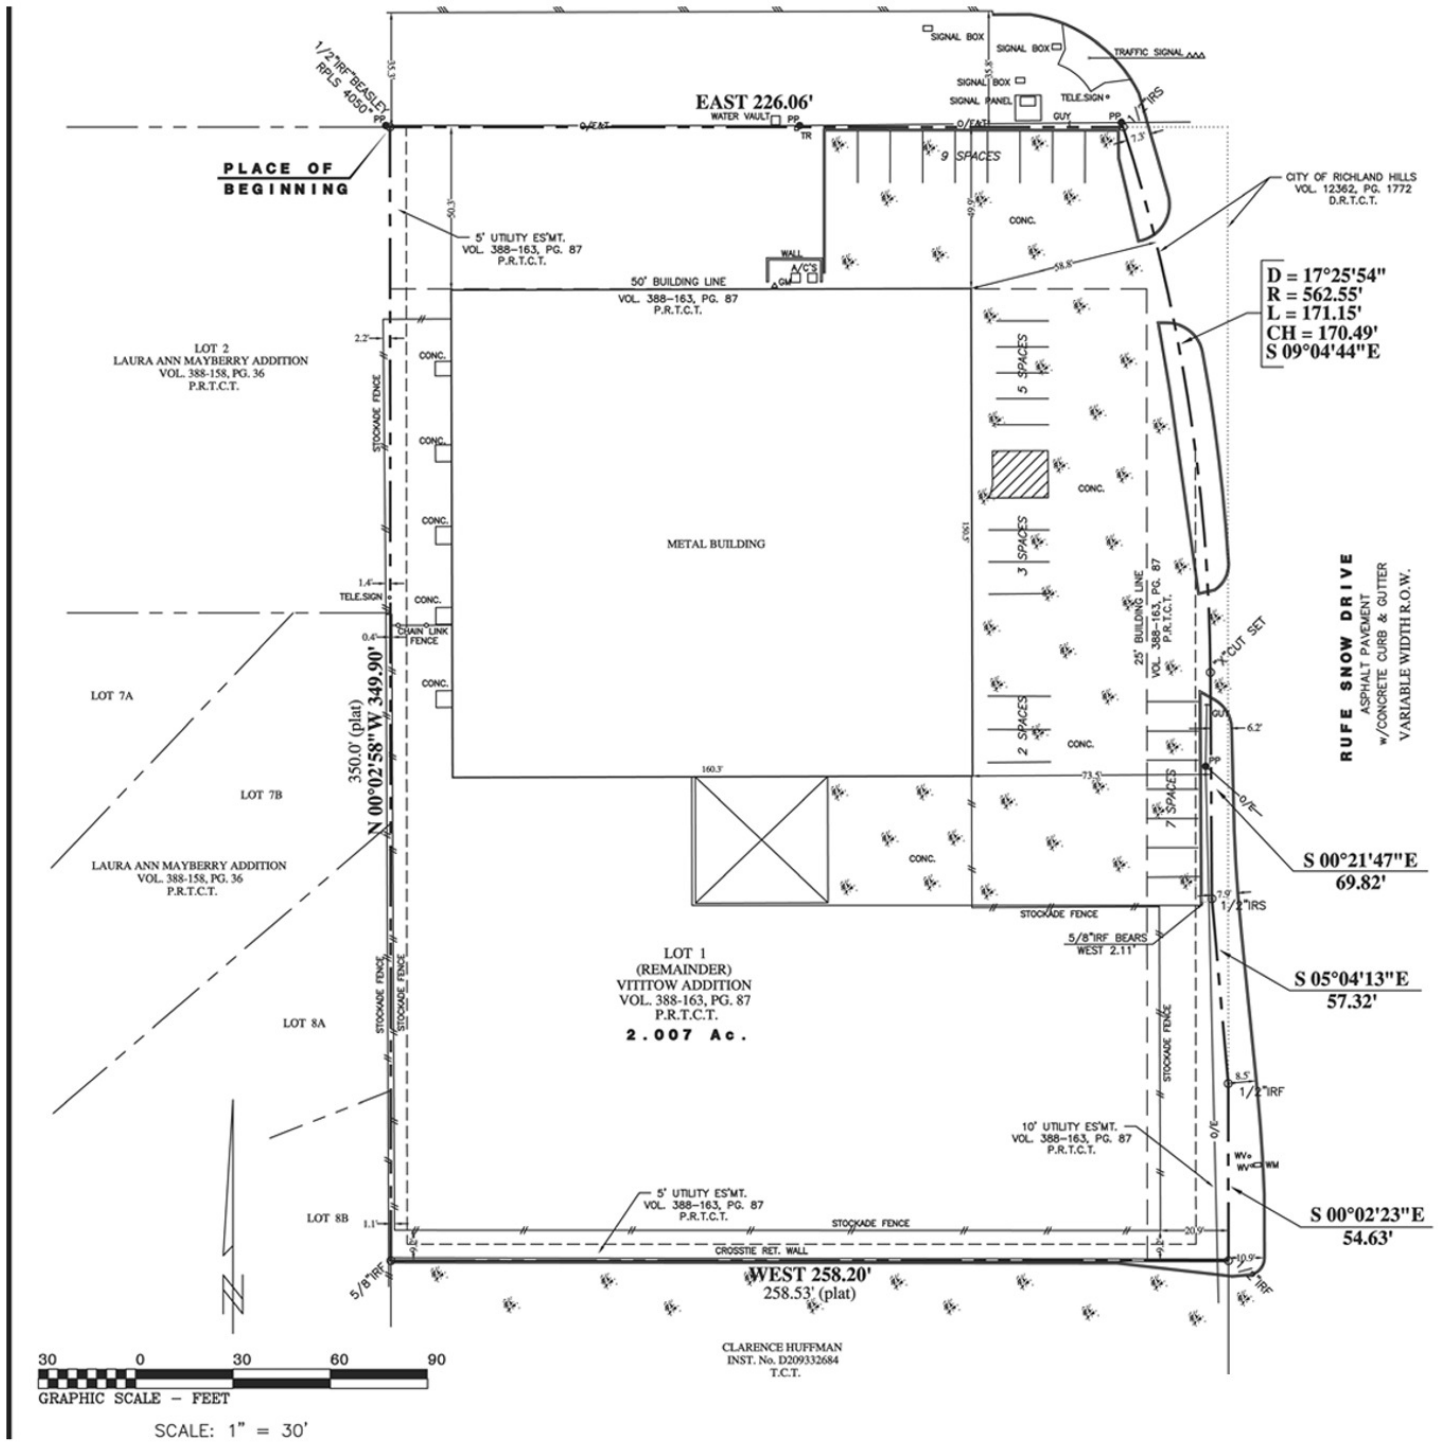 1/2"IRF"BEASLEY
RPLS 4050"
35.3'
35.8'
SIGNAL BOX
SIGNAL BOX
TRAFFIC SIGNAL
SIGNAL BOX
SIGNAL PANEL
TELE.SIGN
1/2"IRS
EAST 226.06'
WATER VAULT
PP
PP
GUY
PP
O/E&T
O/E&T
TR
7.3'
9 SPACES
PLACE OF
BEGINNING
CITY OF RICHLAND HILLS
VOL. 12362, PG. 1772
D.R.T.C.T.
50.3'
49.9'
CONC.
5' UTILITY ES'MT.
VOL. 388-163, PG. 87
P.R.T.C.T.
WALL
A/C'S
GM
58.8'
50' BUILDING LINE
VOL. 388-163, PG. 87
P.R.T.C.T.
D = 17°25'54"
R = 562.55'
L = 171.15'
CH = 170.49'
S 09°04'44"E
2.2'
LOT 2
LAURA ANN MAYBERRY ADDITION
VOL. 388-158, PG. 36
P.R.T.C.T.
CONC.
STOCKADE FENCE
5 SPACES
CONC.
CONC.
CONC.
METAL BUILDING
150.5'
3 SPACES
1.4'
TELE.SIGN
CONC.
CHAIN LINK
FENCE
0.4'
25' BUILDING LINE
VOL. 388-163, PG. 87
P.R.T.C.T.
"X"CUT SET
RUFE SNOW DRIVE
ASPHALT PAVEMENT
w/CONCRETE CURB & GUTTER
VARIABLE WIDTH R.O.W.
LOT 7A
CONC.
350.0' (plat)
N 00°02'58"W 349.90'
2 SPACES
CONC.
GUY
6.2'
PP
160.3'
73.5'
7 SPACES
O/E
LOT 7B
LAURA ANN MAYBERRY ADDITION
VOL. 388-158, PG. 36
P.R.T.C.T.
CONC.
S 00°21'47"E
69.82'
7.9'
1/2"IRS
STOCKADE FENCE
5/8"IRF BEARS
WEST 2.11'
LOT 1
(REMAINDER)
VITITOW ADDITION
VOL. 388-163, PG. 87
P.R.T.C.T.
2.007 Ac.
S 05°04'13"E
57.32'
STOCKADE FENCE
STOCKADE FENCE
LOT 8A
STOCKADE FENCE
8.5'
1/2"IRF
10' UTILITY ES'MT.
VOL. 388-163, PG. 87
P.R.T.C.T.
O/E
WV
WV
WM
5' UTILITY ES'MT.
VOL. 388-163, PG. 87
P.R.T.C.T.
LOT 8B
1.1'
STOCKADE FENCE
20.9'
S 00°02'23"E
54.63'
CROSSTIE RET. WALL
10.9'
5/8"IRF
WEST 258.20'
258.53' (plat)
CLARENCE HUFFMAN
INST. No. D209332684
T.C.T.
N
30 0 30 60 90
GRAPHIC SCALE - FEET
SCALE: 1" = 30'